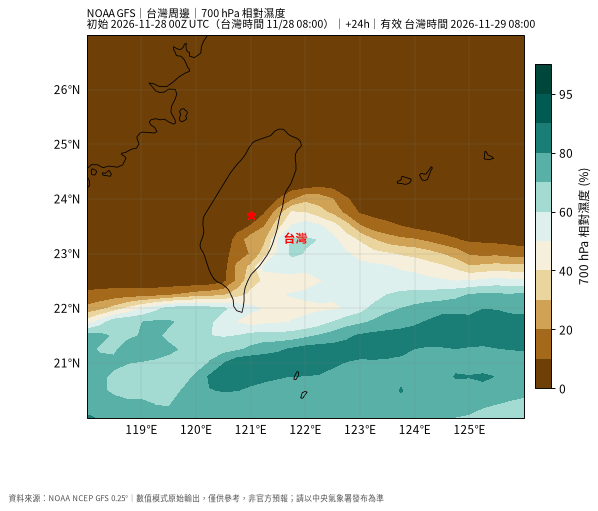 NOAA GFS｜台灣周邊｜700 hPa 相對濕度
初始 2026-11-28 00Z UTC（台灣時間 11/28 08:00）｜+24h｜有效 台灣時間 2026-11-29 08:00
26°N
25°N
24°N
23°N
22°N
21°N
119°E 120°E 121°E 122°E 123°E 124°E 125°E
台灣
95
80
60
40
20
0
700 hPa 相對濕度 (%)
資料來源：NOAA NCEP GFS 0.25°｜數值模式原始輸出，僅供參考，非官方預報；請以中央氣象署發布為準